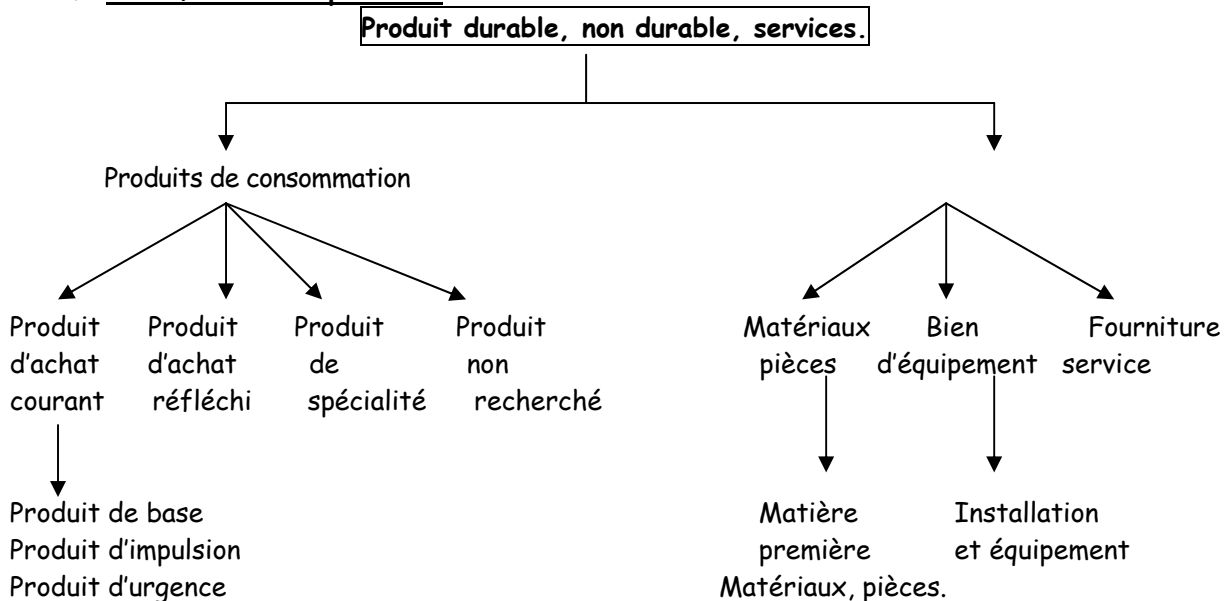 Produit durable, non durable, services.
Produits de consommation
Produit Produit Produit Produit Matériaux Bien Fourniture
d'achat d'achat de non pièces d'équipement service
courant réfléchi spécialité recherché
Produit de base Matière Installation
Produit d'impulsion première et équipement
Produit d'urgence Matériaux, pièces.